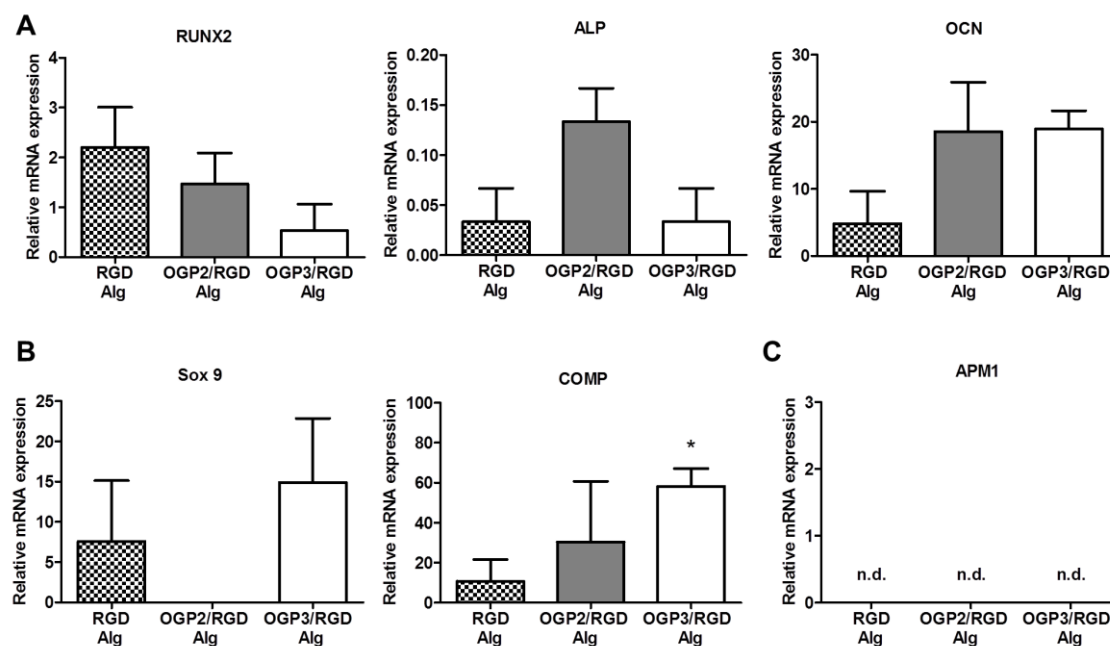 A
RUNX2
Relative mRNA expression
4
3
2
1
0
RGD
Alg
OGP2/RGD
Alg
OGP3/RGD
Alg
ALP
Relative mRNA expression
0.20
0.15
0.10
0.05
0.00
RGD
Alg
OGP2/RGD
Alg
OGP3/RGD
Alg
OCN
Relative mRNA expression
30
20
10
0
RGD
Alg
OGP2/RGD
Alg
OGP3/RGD
Alg
B
Sox 9
Relative mRNA expression
25
20
15
10
5
0
RGD
Alg
OGP2/RGD
Alg
OGP3/RGD
Alg
COMP
Relative mRNA expression
100
80
60
40
20
0
*
RGD
Alg
OGP2/RGD
Alg
OGP3/RGD
Alg
C
APM1
Relative mRNA expression
3
2
1
0
n.d.
n.d.
n.d.
RGD
Alg
OGP2/RGD
Alg
OGP3/RGD
Alg